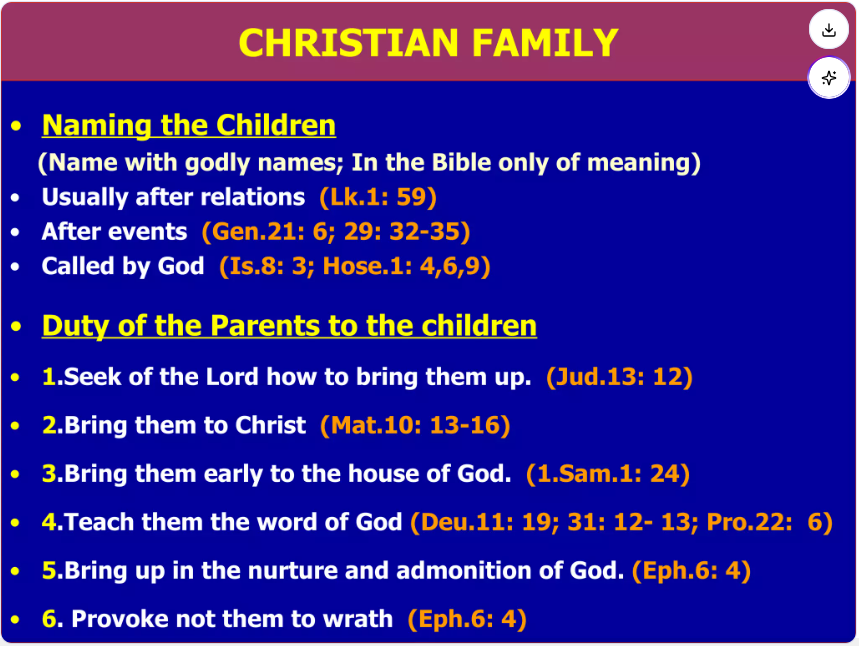 CHRISTIAN FAMILY
• Naming the Children
(Name with godly names; In the Bible only of meaning)
• Usually after relations (Lk.1: 59)
• After events (Gen.21: 6; 29: 32-35)
• Called by God (Is.8: 3; Hose.1: 4,6,9)
• Duty of the Parents to the children
• 1.Seek of the Lord how to bring them up. (Jud.13: 12)
• 2.Bring them to Christ (Mat.10: 13-16)
• 3.Bring them early to the house of God. (1.Sam.1: 24)
• 4.Teach them the word of God (Deu.11: 19; 31: 12- 13; Pro.22: 6)
• 5.Bring up in the nurture and admonition of God. (Eph.6: 4)
• 6. Provoke not them to wrath (Eph.6: 4)